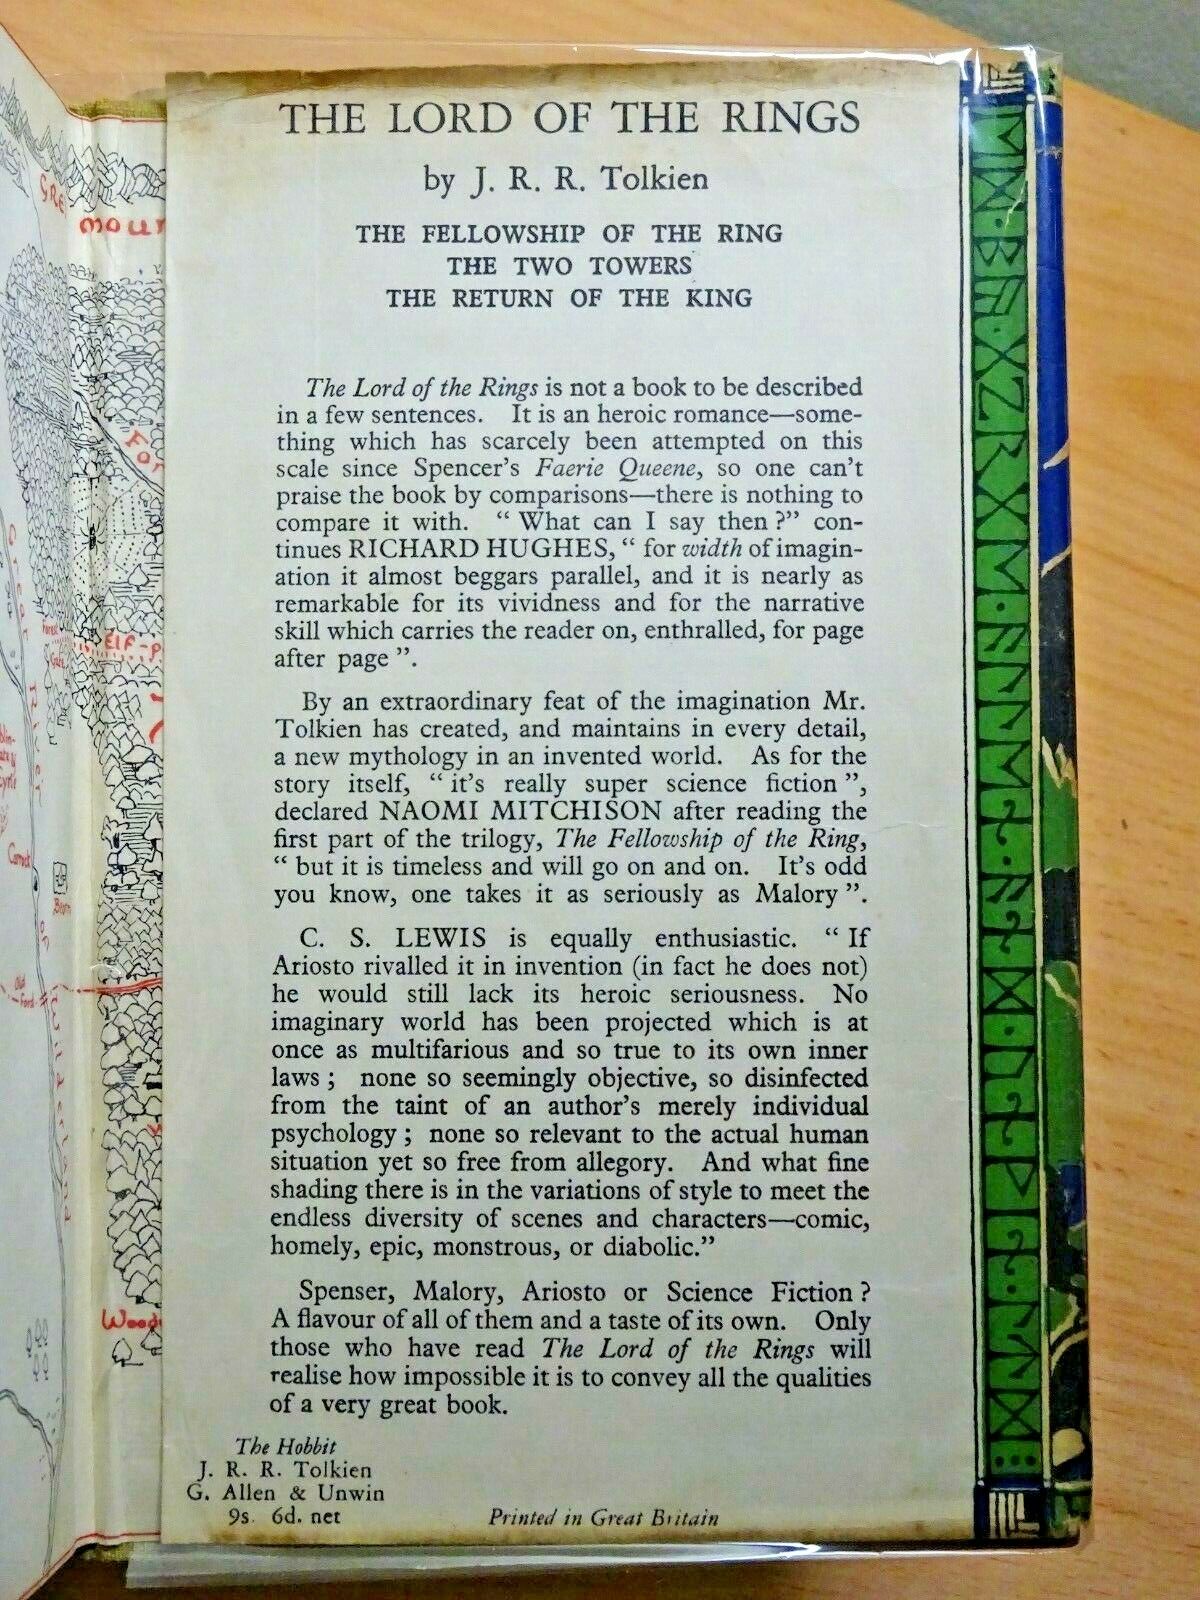 THE LORD OF THE RINGS
by J. R. R. Tolkien
THE FELLOWSHIP OF THE RING
THE TWO TOWERS
THE RETURN OF THE KING
The Lord of the Rings is not a book to be described
in a few sentences. It is an heroic romance—some-
thing which has scarcely been attempted on this
scale since Spencer's Faerie Queene, so one can't
praise the book by comparisons—there is nothing to
compare it with. “ What can I say then ?” con-
tinues RICHARD HUGHES, “ for width of imagin-
ation it almost beggars parallel, and it is nearly as
remarkable for its vividness and for the narrative
skill which carries the reader on, enthralled, for page
after page ”.
By an extraordinary feat of the imagination Mr.
Tolkien has created, and maintains in every detail,
a new mythology in an invented world. As for the
story itself, “ it's really super science fiction ”,
declared NAOMI MITCHISON after reading the
first part of the trilogy, The Fellowship of the Ring,
“ but it is timeless and will go on and on. It's odd
you know, one takes it as seriously as Malory ”.
C. S. LEWIS is equally enthusiastic. “ If
Ariosto rivalled it in invention (in fact he does not)
he would still lack its heroic seriousness. No
imaginary world has been projected which is at
once as multifarious and so true to its own inner
laws ; none so seemingly objective, so disinfected
from the taint of an author's merely individual
psychology ; none so relevant to the actual human
situation yet so free from allegory. And what fine
shading there is in the variations of style to meet the
endless diversity of scenes and characters—comic,
homely, epic, monstrous, or diabolic.”
Spenser, Malory, Ariosto or Science Fiction ?
A flavour of all of them and a taste of its own. Only
those who have read The Lord of the Rings will
realise how impossible it is to convey all the qualities
of a very great book.
The Hobbit
J. R. R. Tolkien
G. Allen & Unwin
9s. 6d. net
Printed in Great Britain
GRE
mour
For
Great River of Wilderland
Forest
Gate
Elf-p
Carrock
Beorn
Old
Ford
Wood